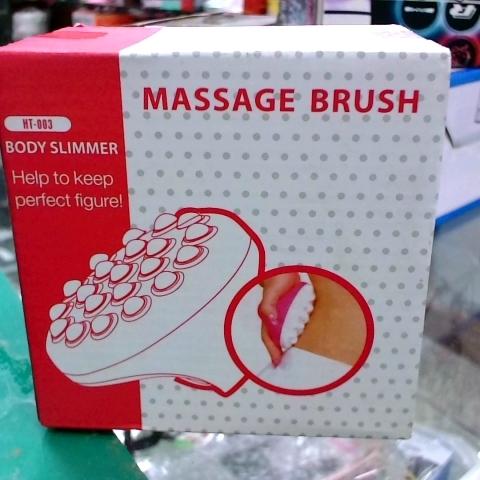 MASSAGE BRUSH
HT-003
BODY SLIMMER
Help to keep
perfect figure!